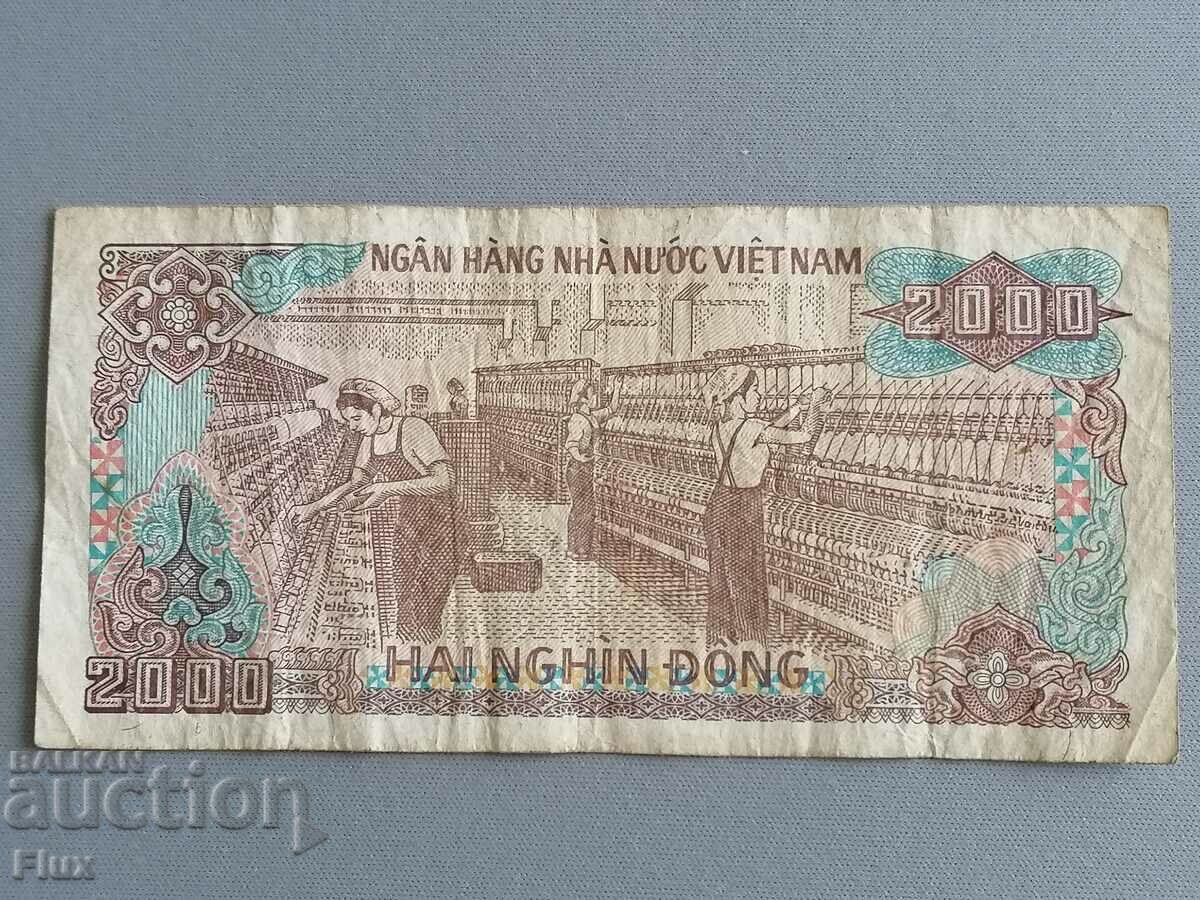 NGÂN HÀNG NHÀ NƯỚC VIỆT NAM
2000
2000
HAI NGHÌN ĐỒNG
BALKAN
auction
Flux